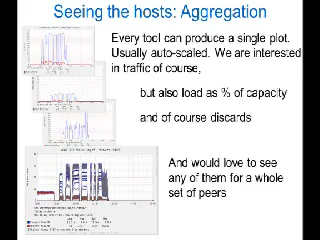 Seeing the hosts: Aggregation
Every tool can produce a single plot.
Usually auto-scaled. We are interested
in traffic of course,
but also load as % of capacity
and of course discards
And would love to see
any of them for a whole
set of peers